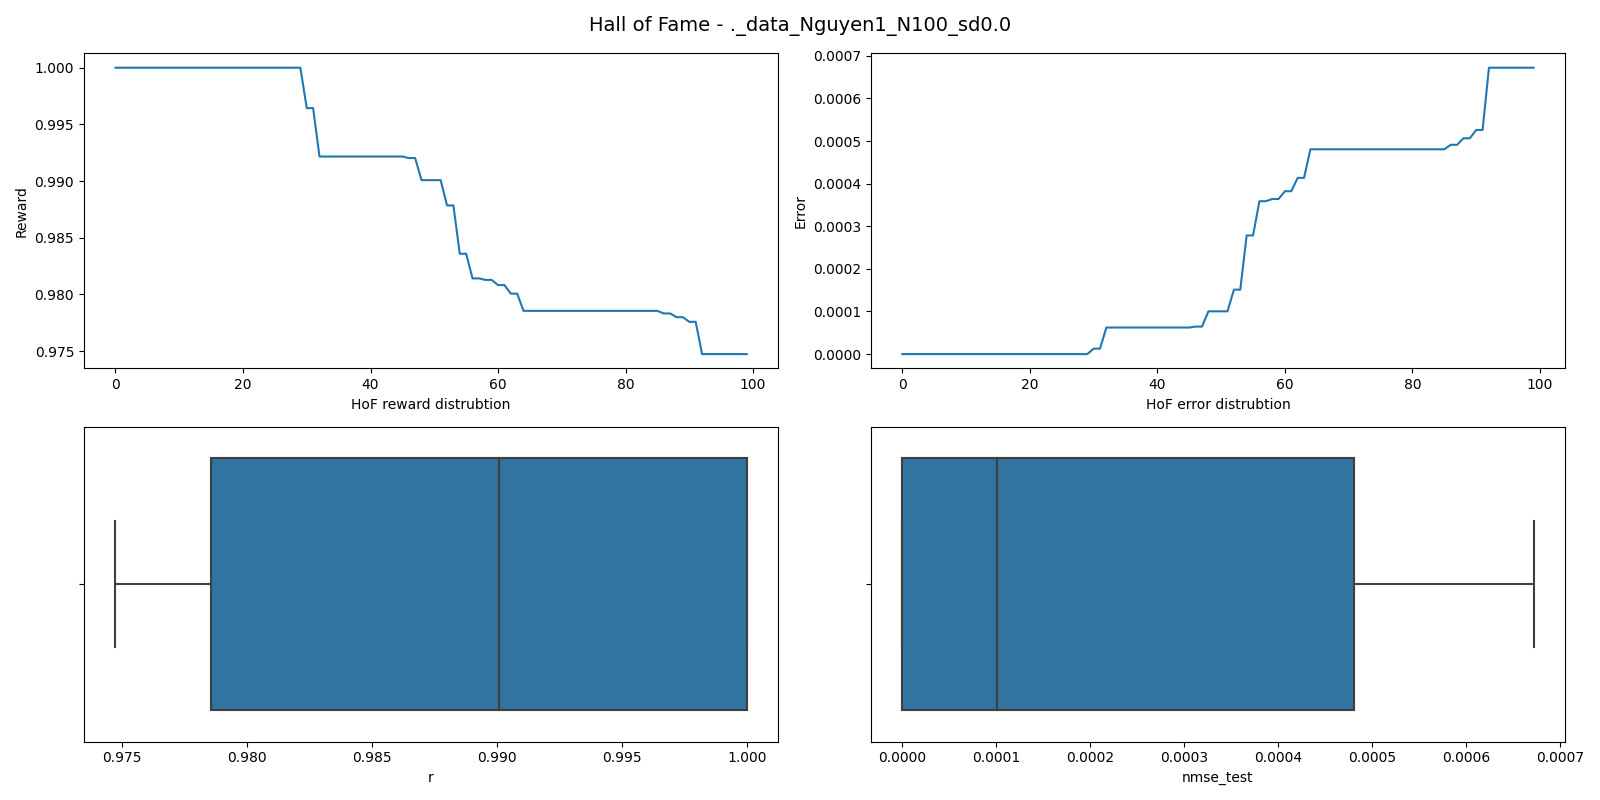 Hall of Fame - ._data_Nguyen1_N100_sd0.0
1.000
0.995
0.990
0.985
0.980
0.975
Reward
0 20 40 60 80 100
HoF reward distrubtion
0.0007
0.0006
0.0005
0.0004
0.0003
0.0002
0.0001
0.0000
Error
0 20 40 60 80 100
HoF error distrubtion
0.975 0.980 0.985 0.990 0.995 1.000
r
0.0000 0.0001 0.0002 0.0003 0.0004 0.0005 0.0006 0.0007
nmse_test